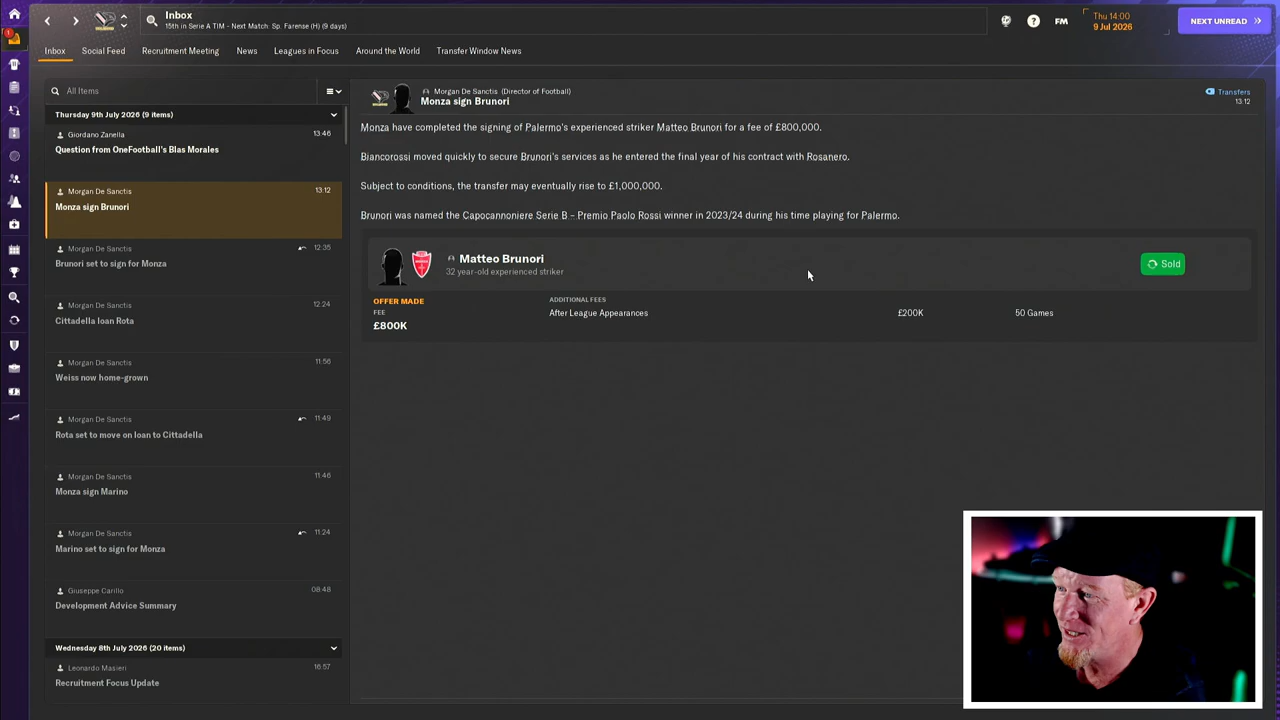 Inbox
15th in Serie A TIM - Next Match: Sp. Farense (H) (9 days)
FM
Thu 14:00
9 Jul 2026
NEXT UNREAD
1
Inbox
Social Feed
Recruitment Meeting
News
Leagues in Focus
Around the World
Transfer Window News
All Items
Thursday 9th July 2026 (9 items)
Giordano Zanella
13:46
Question from OneFootball's Blas Morales
Morgan De Sanctis
13:12
Monza sign Brunori
Morgan De Sanctis
12:35
Brunori set to sign for Monza
Morgan De Sanctis
12:24
Cittadella loan Rota
Morgan De Sanctis
11:56
Weiss now home-grown
Morgan De Sanctis
11:49
Rota set to move on loan to Cittadella
Morgan De Sanctis
11:46
Monza sign Marino
Morgan De Sanctis
11:24
Marino set to sign for Monza
Giuseppe Carillo
08:48
Development Advice Summary
Wednesday 8th July 2026 (20 items)
Leonardo Masieri
16:57
Recruitment Focus Update
Morgan De Sanctis (Director of Football)
Monza sign Brunori
Transfers
13:12
Monza have completed the signing of Palermo's experienced striker Matteo Brunori for a fee of £800,000.
Biancorossi moved quickly to secure Brunori's services as he entered the final year of his contract with Rosanero.
Subject to conditions, the transfer may eventually rise to £1,000,000.
Brunori was named the Capocannoniere Serie B - Premio Paolo Rossi winner in 2023/24 during his time playing for Palermo.
Matteo Brunori
32 year-old experienced striker
Sold
OFFER MADE
FEE
£800K
ADDITIONAL FEES
After League Appearances
£200K
50 Games